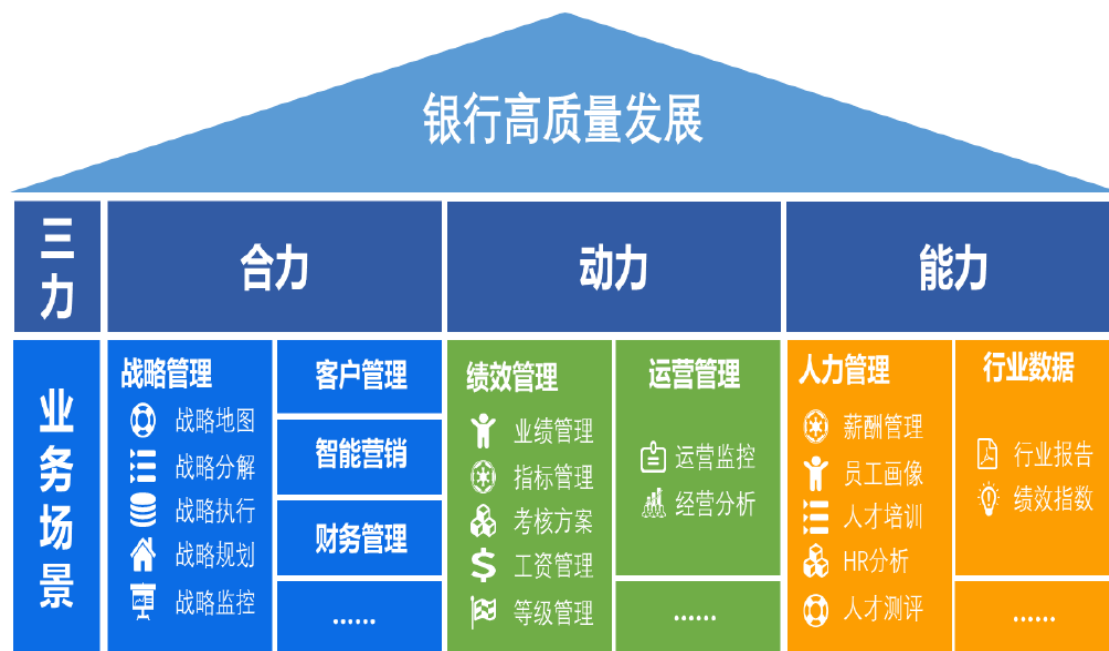 银行高质量发展
三力
合力
动力
能力
业务场景
战略管理
战略地图
战略分解
战略执行
战略规划
战略监控
客户管理
智能营销
财务管理
......
绩效管理
业绩管理
指标管理
考核方案
工资管理
等级管理
运营管理
运营监控
经营分析
......
人力管理
薪酬管理
员工画像
人才培训
HR分析
人才测评
行业数据
行业报告
绩效指数
......